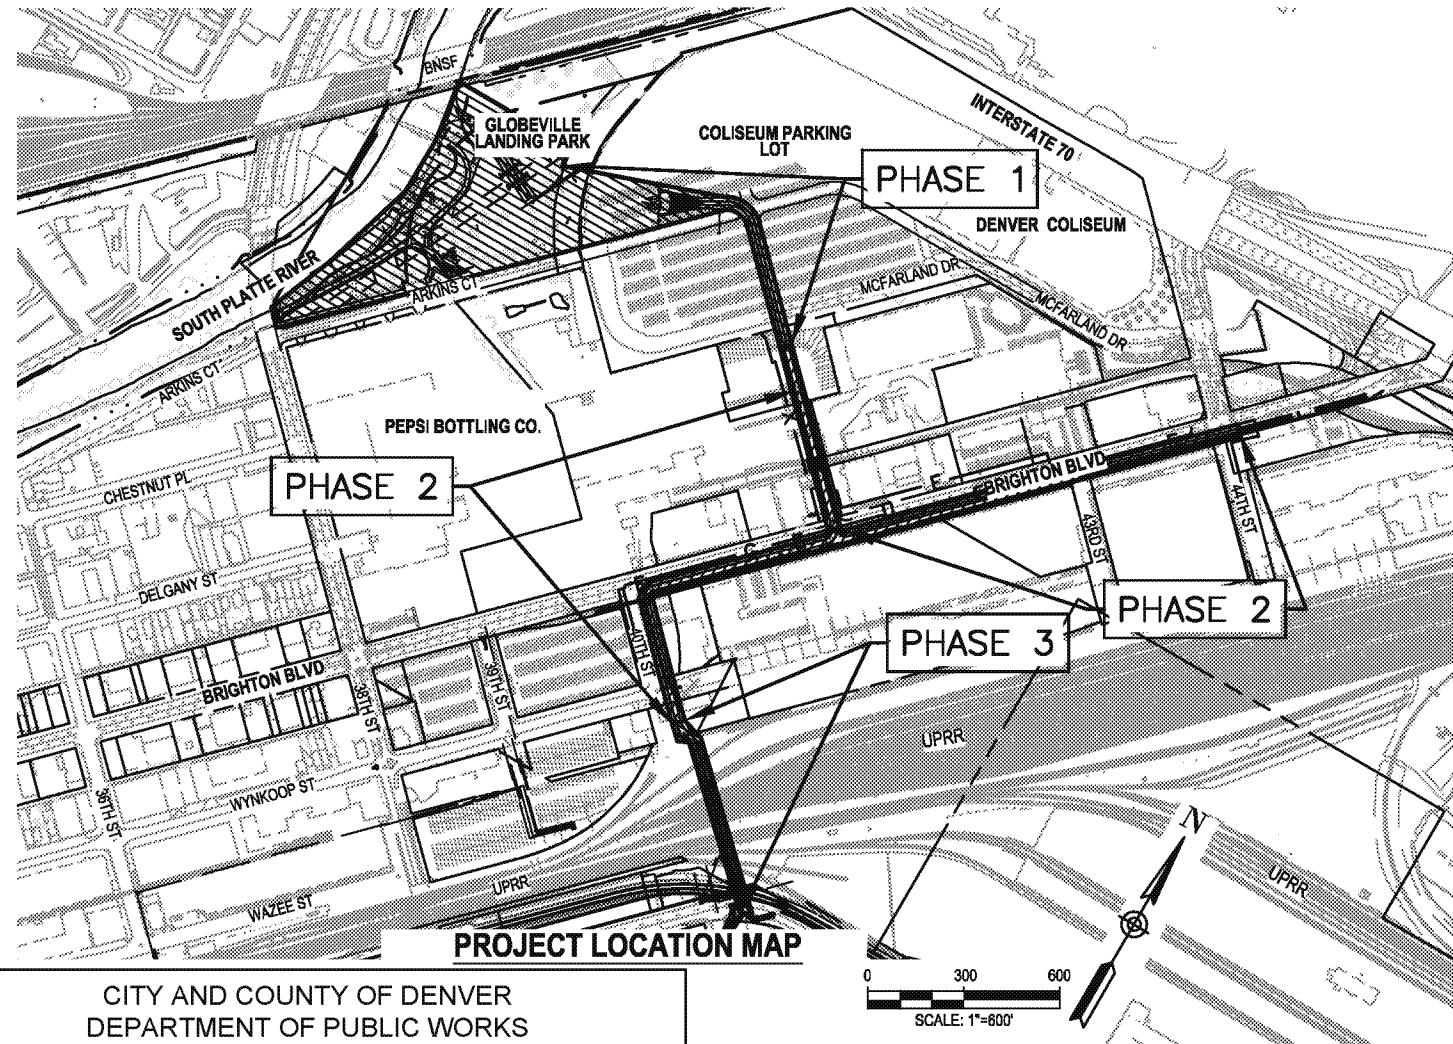 BNSF
GLOBEVILLE
LANDING PARK
COLISEUM PARKING
LOT
INTERSTATE 70
PHASE 1
DENVER COLISEUM
SOUTH PLATTE RIVER
ARKINS CT
MCFARLAND DR
MCFARLAND DR
ARKINS CT
PEPSI BOTTLING CO.
CHESTNUT PL
PHASE 2
BRIGHTON BLVD
F
D
C
44TH ST
43RD ST
DELGANY ST
PHASE 2
PHASE 3
40TH ST
39TH ST
BRIGHTON BLVD
38TH ST
UPRR
WYNKOOP ST
36TH ST
N
UPRR
UPRR
WAZEE ST
PROJECT LOCATION MAP
0 300 600
SCALE: 1"=600'
CITY AND COUNTY OF DENVER
DEPARTMENT OF PUBLIC WORKS